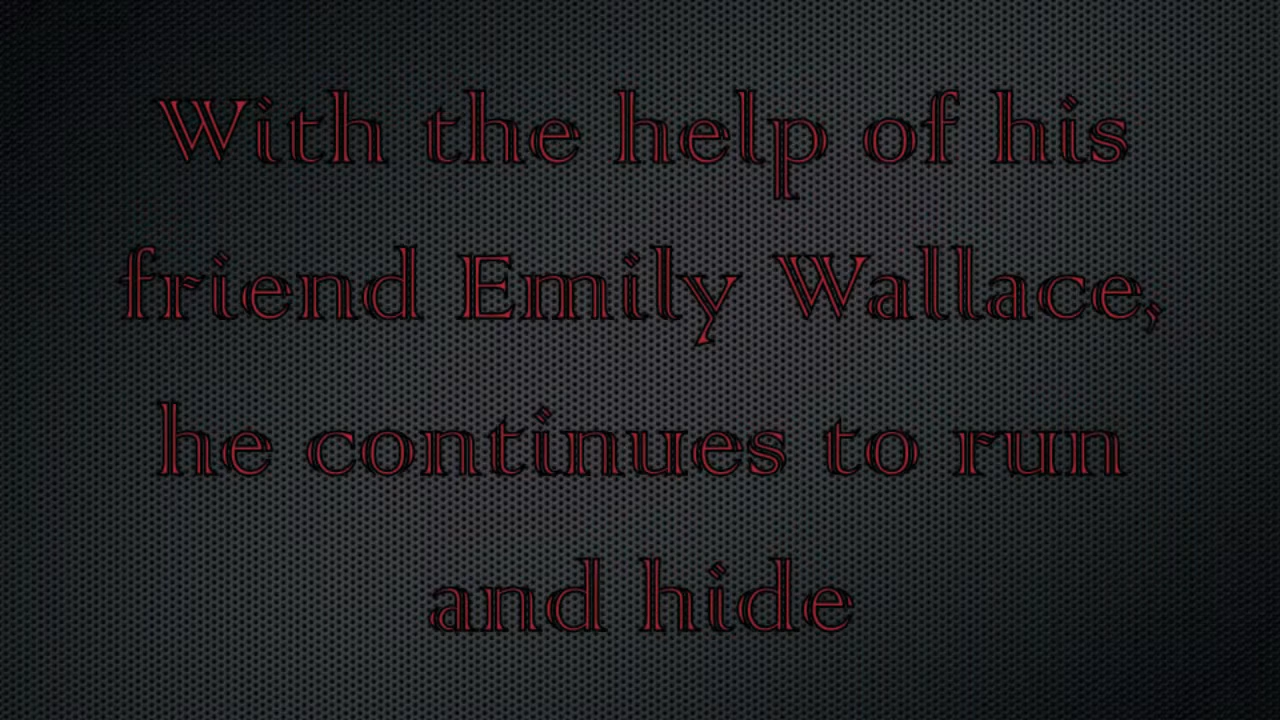 With the help of his
friend Emily Wallace,
he continues to run
and hide